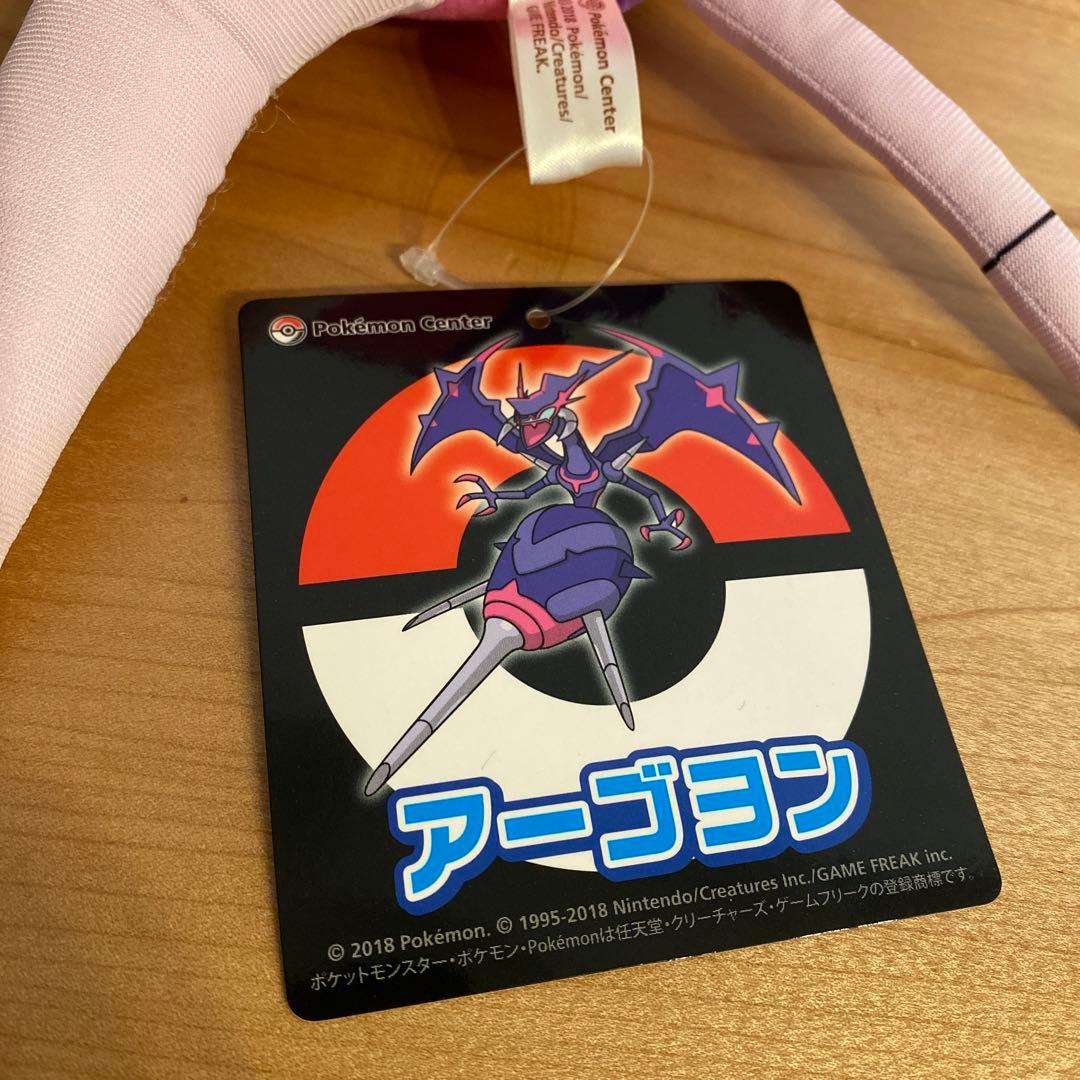 Pokémon Center
©2018 Pokémon/
Nintendo/Creatures/
GAME FREAK.
Pokémon Center
アーゴヨン
© 2018 Pokémon. © 1995-2018 Nintendo/Creatures Inc./GAME FREAK inc.
ポケットモンスター・ポケモン・Pokémonは任天堂・クリーチャーズ・ゲームフリークの登録商標です。